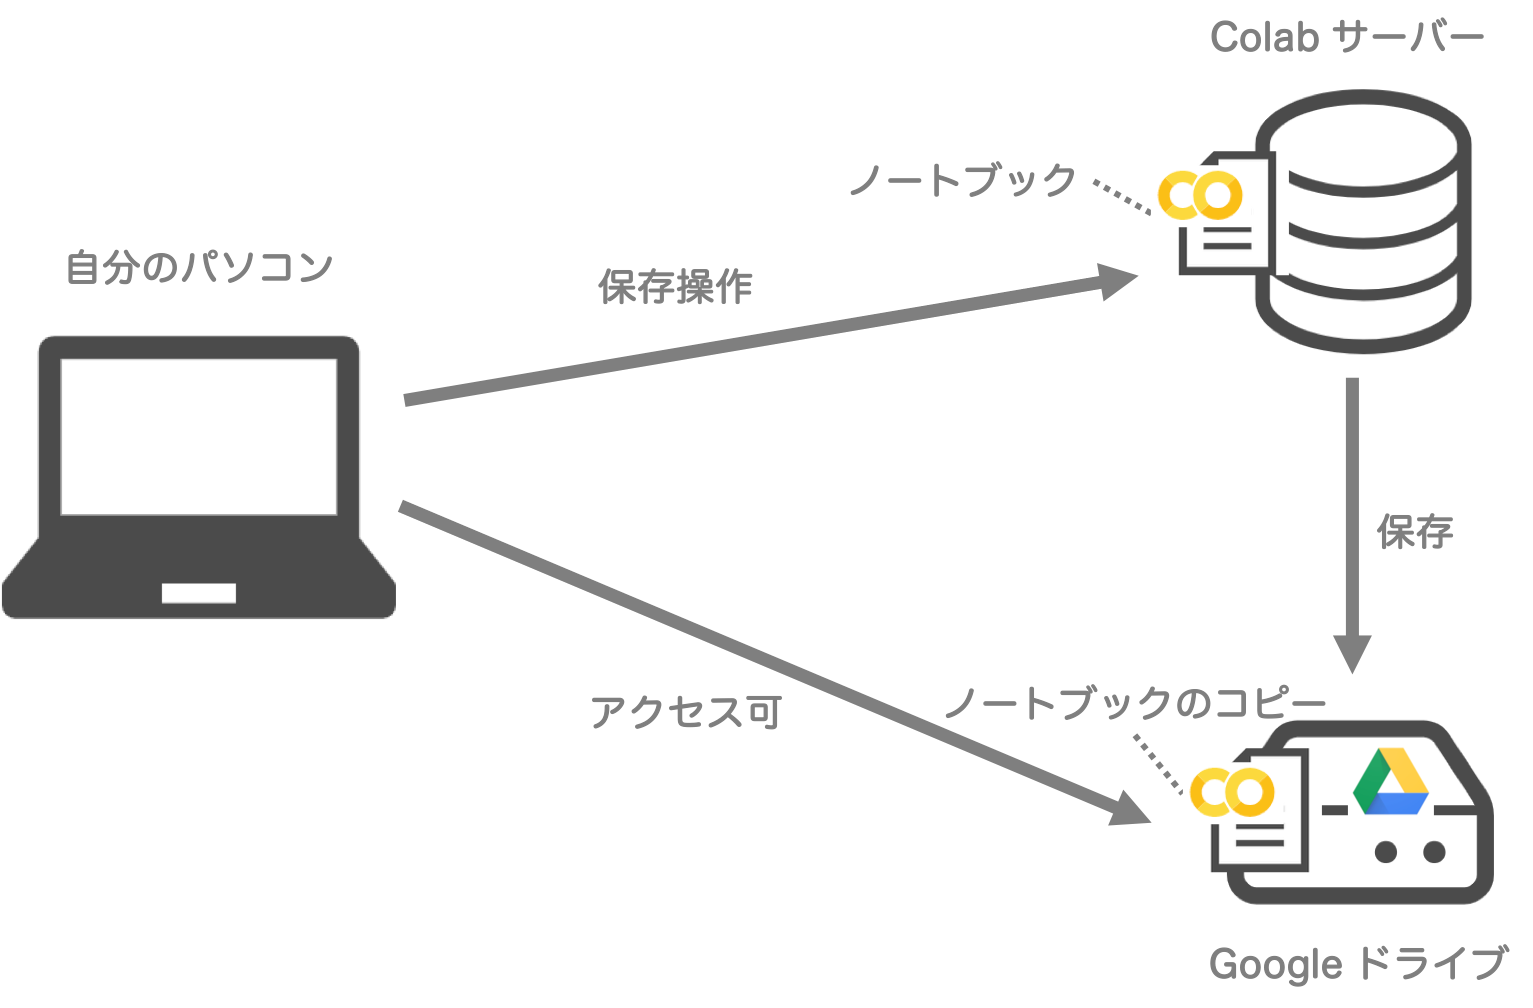 Colab サーバー
ノートブック
自分のパソコン
保存操作
保存
アクセス可
ノートブックのコピー
Google ドライブ